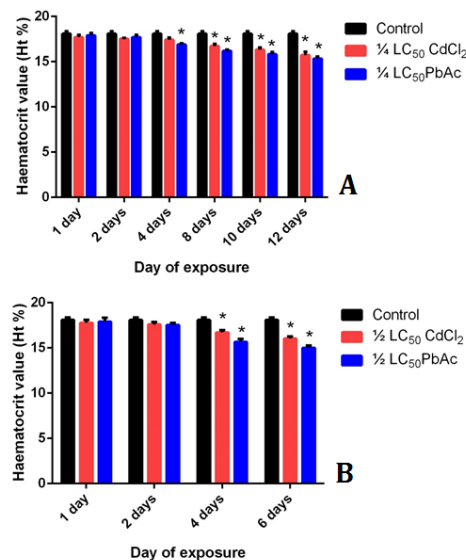 Haematocrit value (Ht %)
20
15
10
5
0
* * * * * * *
1 day 2 days 4 days 8 days 10 days 12 days
Day of exposure
Control
¼ LC₅₀ CdCl₂
¼ LC₅₀PbAc
A
Haematocrit value (Ht %)
20
15
10
5
0
* * * *
1 day 2 days 4 days 6 days
Day of exposure
Control
½ LC₅₀ CdCl₂
½ LC₅₀PbAc
B